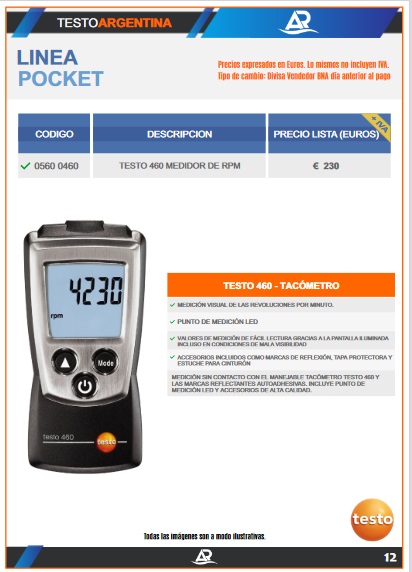 TESTOARGENTINA
AR
LINEA
POCKET
Precios expresados en Euros. Lo mismos no incluyen IVA.
Tipo de cambio: Divisa Vendedor BNA día anterior al pago
CODIGO DESCRIPCION PRECIO LISTA (EUROS) + IVA
0560 0460 TESTO 460 MEDIDOR DE RPM € 230
4230
rpm
Mode
testo 460
testo
TESTO 460 - TACÓMETRO
MEDICIÓN VISUAL DE LAS REVOLUCIONES POR MINUTO.
PUNTO DE MEDICIÓN LED
VALORES DE MEDICIÓN DE FÁCIL LECTURA GRACIAS A LA PANTALLA ILUMINADA
INCLUSO EN CONDICIONES DE MALA VISIBILIDAD
ACCESORIOS INCLUIDOS COMO MARCAS DE REFLEXIÓN, TAPA PROTECTORA Y
ESTUCHE PARA CINTURÓN
MEDICIÓN SIN CONTACTO CON EL MANEJABLE TACÓMETRO TESTO 460 Y
LAS MARCAS REFLECTANTES AUTOADHESIVAS. INCLUYE PUNTO DE
MEDICIÓN LED Y ACCESORIOS DE ALTA CALIDAD.
testo
Todas las imágenes son a modo ilustrativas.
AR
12